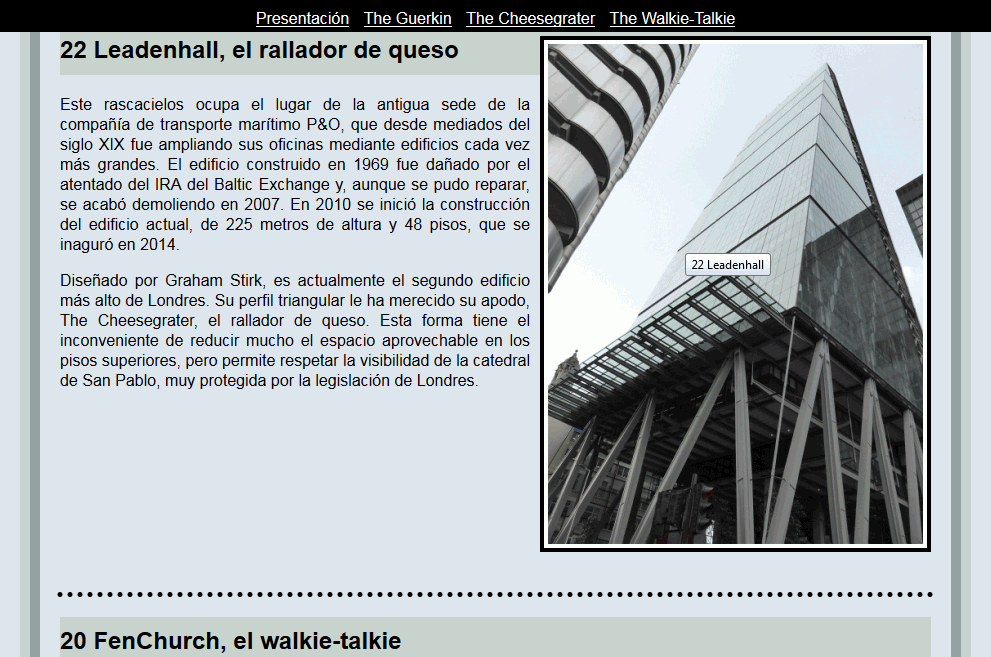 Presentación The Guerkin The Cheesegrater The Walkie-Talkie
22 Leadenhall, el rallador de queso
Este rascacielos ocupa el lugar de la antigua sede de la
compañía de transporte marítimo P&O, que desde mediados del
siglo XIX fue ampliando sus oficinas mediante edificios cada vez
más grandes. El edificio construido en 1969 fue dañado por el
atentado del IRA del Baltic Exchange y, aunque se pudo reparar,
se acabó demoliendo en 2007. En 2010 se inició la construcción
del edificio actual, de 225 metros de altura y 48 pisos, que se
inaguró en 2014.
Diseñado por Graham Stirk, es actualmente el segundo edificio
más alto de Londres. Su perfil triangular le ha merecido su apodo,
The Cheesegrater, el rallador de queso. Esta forma tiene el
inconveniente de reducir mucho el espacio aprovechable en los
pisos superiores, pero permite respetar la visibilidad de la catedral
de San Pablo, muy protegida por la legislación de Londres.
22 Leadenhall
20 FenChurch, el walkie-talkie